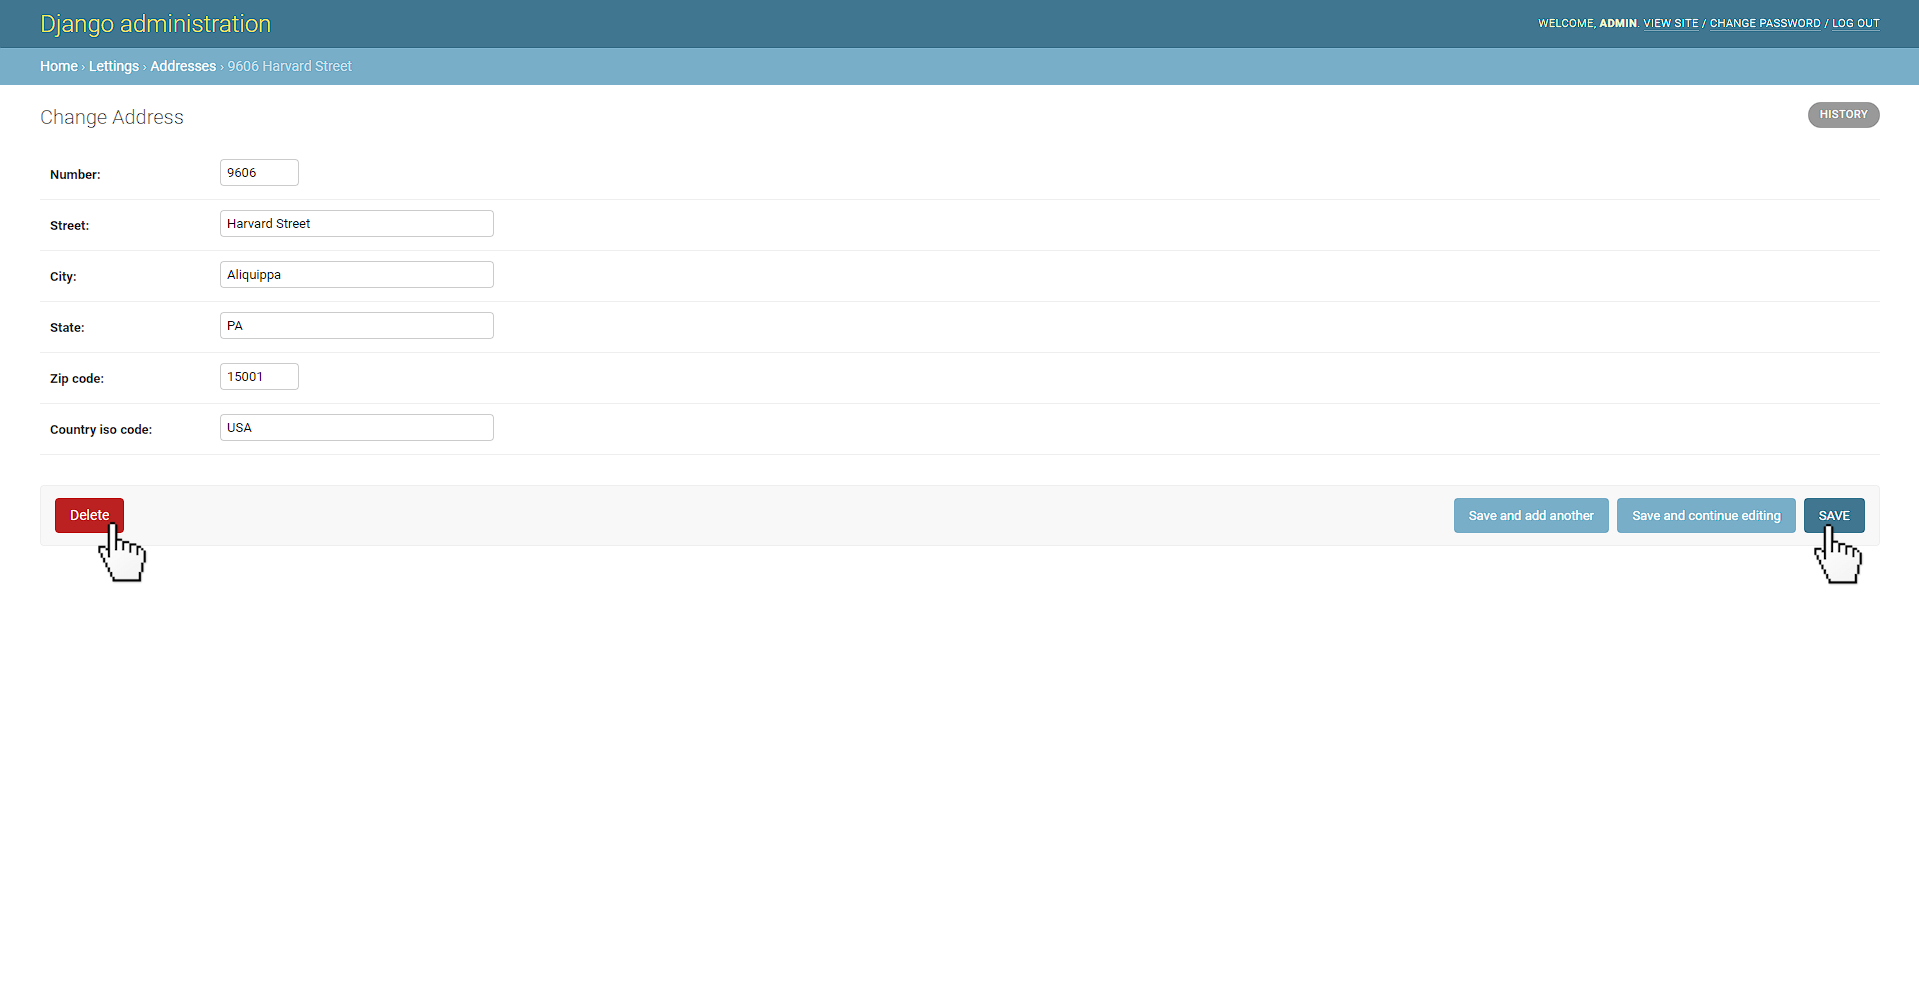 Django administration
WELCOME, ADMIN. VIEW SITE / CHANGE PASSWORD / LOG OUT
Home › Lettings › Addresses › 9606 Harvard Street
Change Address
HISTORY
Number: 9606
Street: Harvard Street
City: Aliquippa
State: PA
Zip code: 15001
Country iso code: USA
Delete Save and add another Save and continue editing SAVE